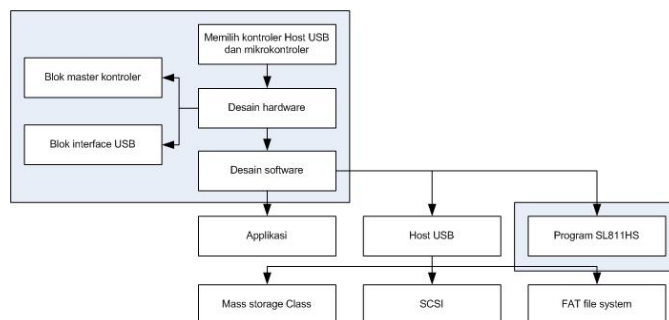 Memilih kontroler Host USB
dan mikrokontroler
Blok master kontroler
Desain hardware
Blok interface USB
Desain software
Applikasi
Host USB
Program SL811HS
Mass storage Class
SCSI
FAT file system